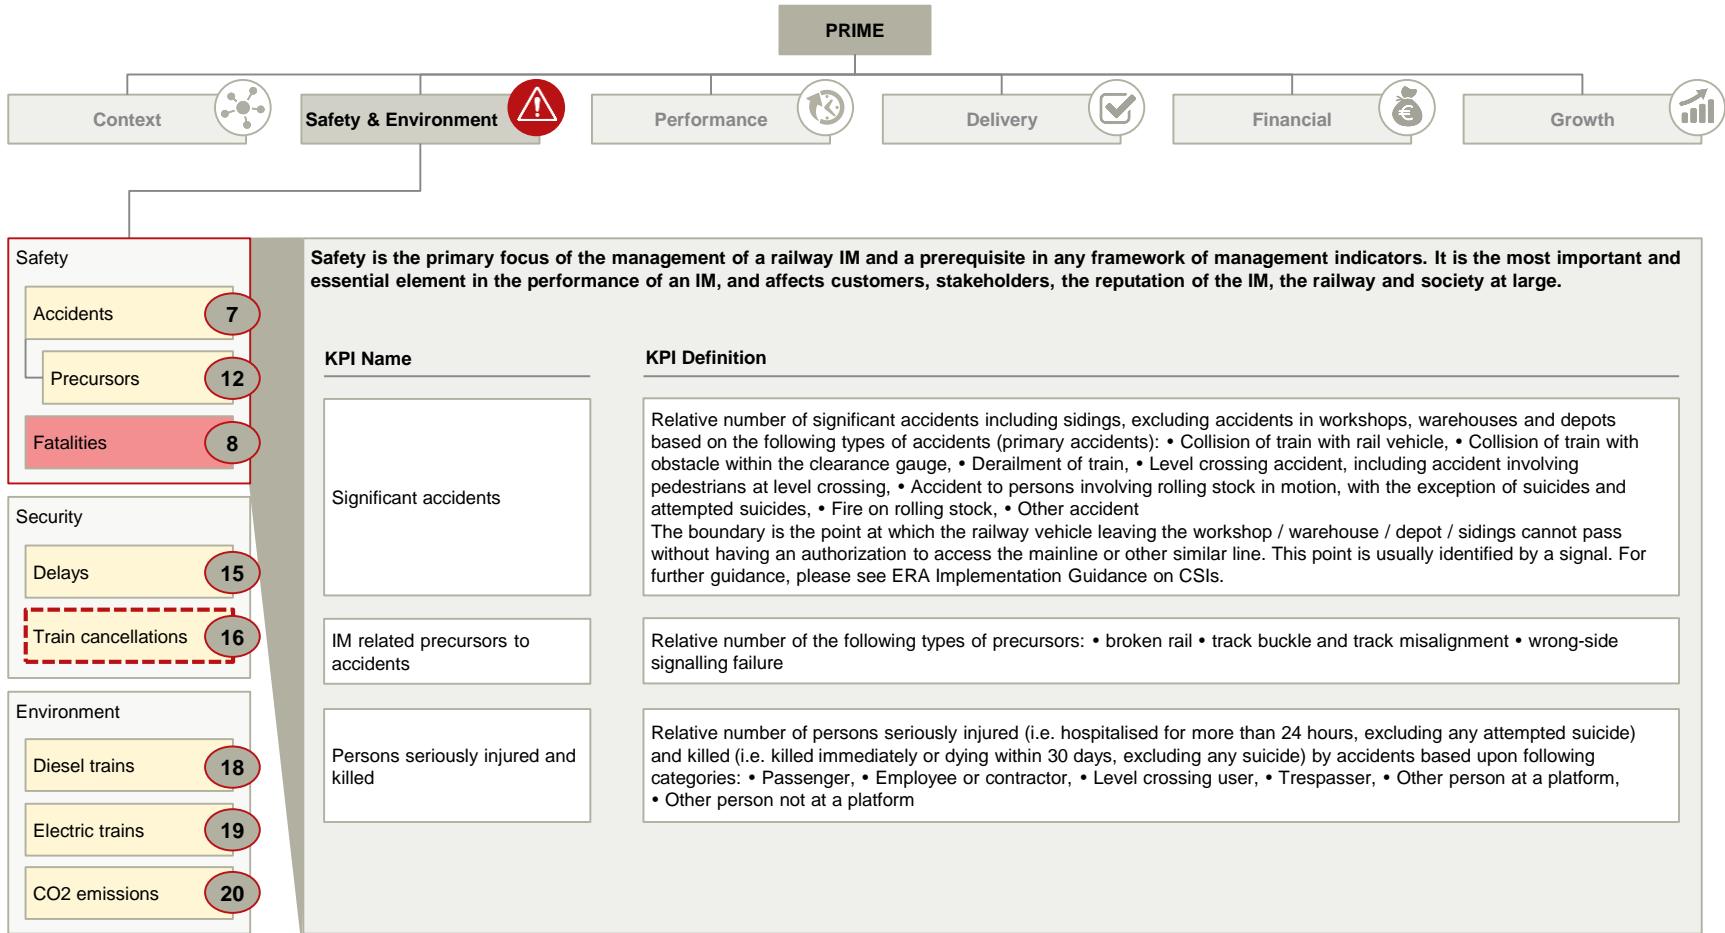 PRIME
Context
Safety & Environment
Performance
Delivery
Financial
Growth
Safety
Accidents
7
Precursors
12
Fatalities
8
Security
Delays
15
Train cancellations
16
Environment
Diesel trains
18
Electric trains
19
CO2 emissions
20
Safety is the primary focus of the management of a railway IM and a prerequisite in any framework of management indicators. It is the most important and
essential element in the performance of an IM, and affects customers, stakeholders, the reputation of the IM, the railway and society at large.
KPI Name
KPI Definition
Significant accidents
Relative number of significant accidents including sidings, excluding accidents in workshops, warehouses and depots
based on the following types of accidents (primary accidents): • Collision of train with rail vehicle, • Collision of train with
obstacle within the clearance gauge, • Derailment of train, • Level crossing accident, including accident involving
pedestrians at level crossing, • Accident to persons involving rolling stock in motion, with the exception of suicides and
attempted suicides, • Fire on rolling stock, • Other accident
The boundary is the point at which the railway vehicle leaving the workshop / warehouse / depot / sidings cannot pass
without having an authorization to access the mainline or other similar line. This point is usually identified by a signal. For
further guidance, please see ERA Implementation Guidance on CSIs.
IM related precursors to
accidents
Relative number of the following types of precursors: • broken rail • track buckle and track misalignment • wrong-side
signalling failure
Persons seriously injured and
killed
Relative number of persons seriously injured (i.e. hospitalised for more than 24 hours, excluding any attempted suicide)
and killed (i.e. killed immediately or dying within 30 days, excluding any suicide) by accidents based upon following
categories: • Passenger, • Employee or contractor, • Level crossing user, • Trespasser, • Other person at a platform,
• Other person not at a platform